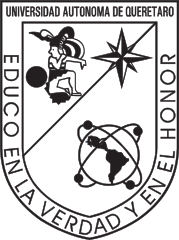 UNIVERSIDAD AUTONOMA DE QUERETARO
EDUCO EN LA VERDAD Y EN EL HONOR